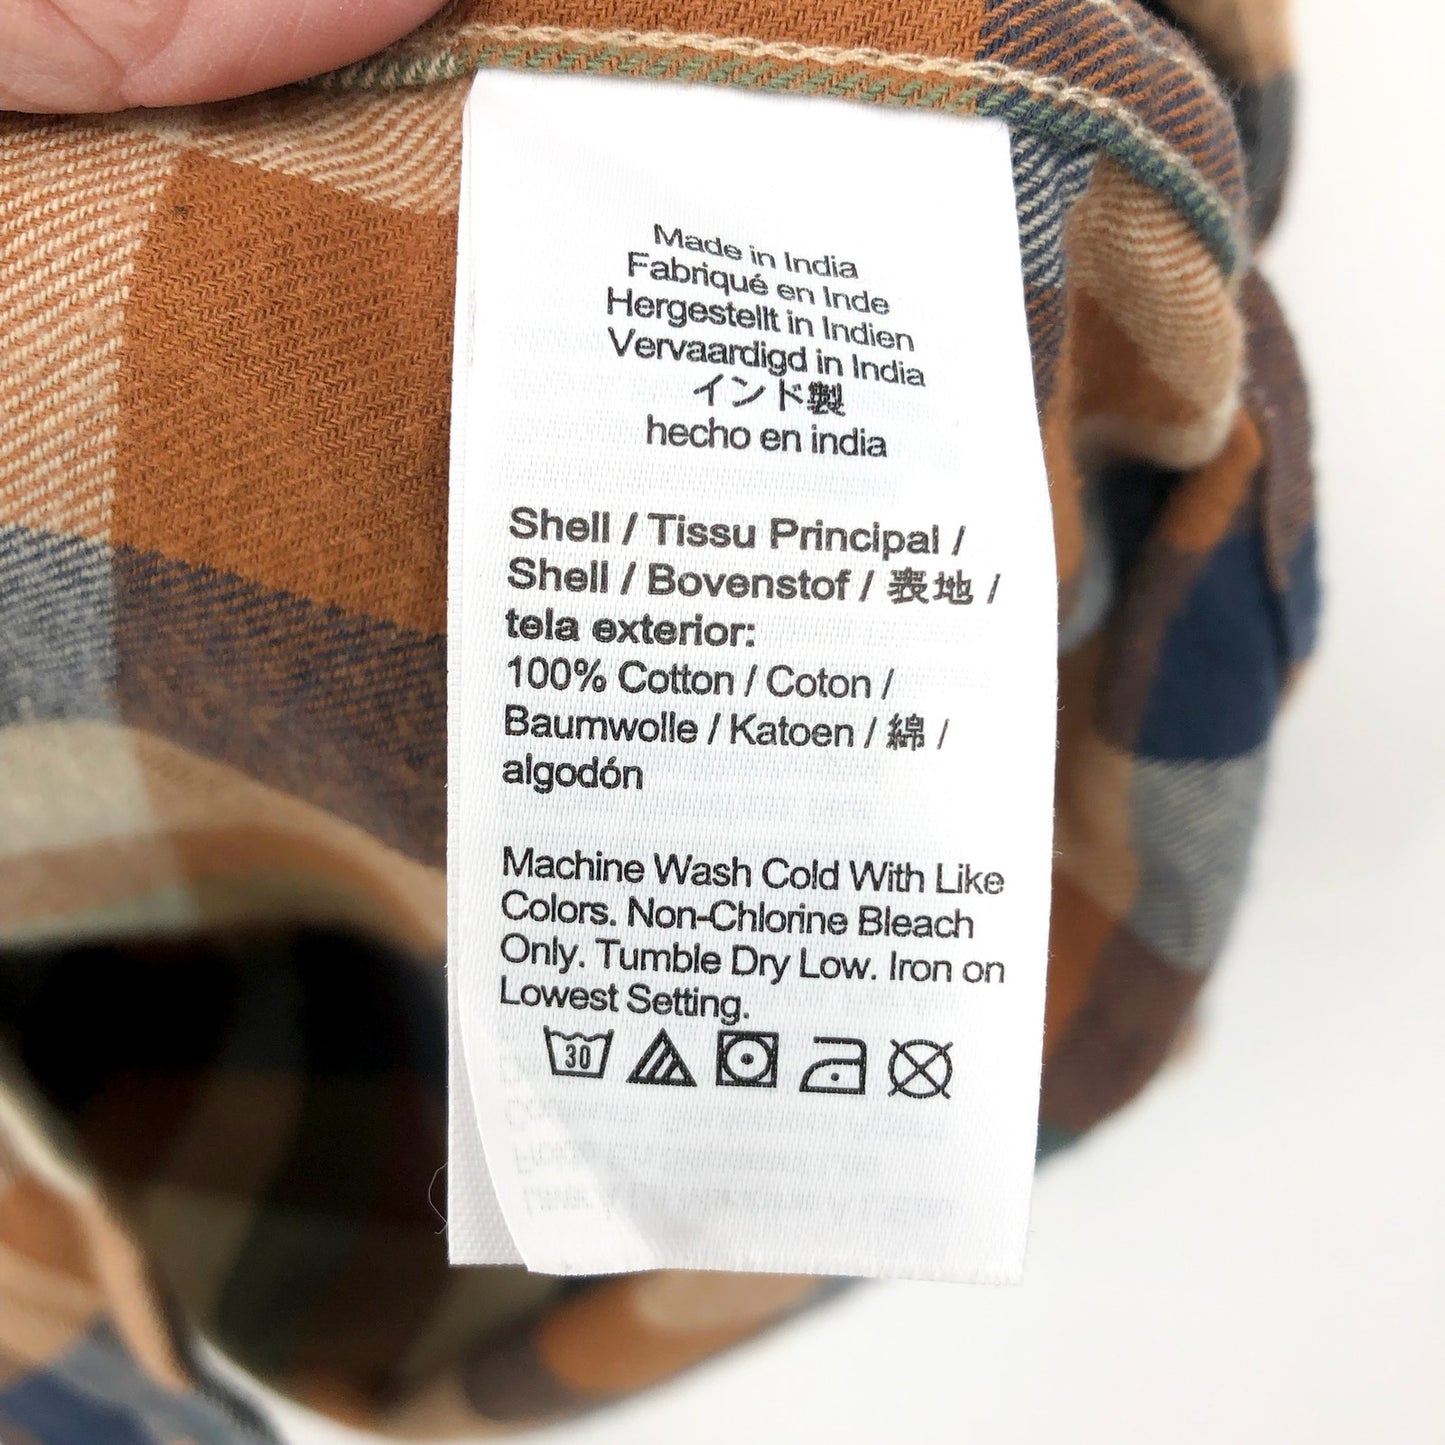 Made in India
Fabriqué en Inde
Hergestellt in Indien
Vervaardigd in India
インド製
hecho en india
Shell / Tissu Principal /
Shell / Bovenstof / 表地 /
tela exterior:
100% Cotton / Coton /
Baumwolle / Katoen / 綿 /
algodón
Machine Wash Cold With Like
Colors. Non-Chlorine Bleach
Only. Tumble Dry Low. Iron on
Lowest Setting.
30